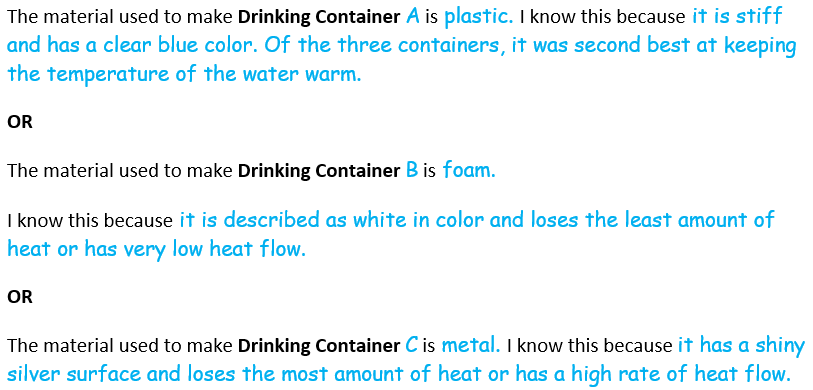 The material used to make Drinking Container A is plastic. I know this because it is stiff
and has a clear blue color. Of the three containers, it was second best at keeping
the temperature of the water warm.
OR
The material used to make Drinking Container B is foam.
I know this because it is described as white in color and loses the least amount of
heat or has very low heat flow.
OR
The material used to make Drinking Container C is metal. I know this because it has a shiny
silver surface and loses the most amount of heat or has a high rate of heat flow.